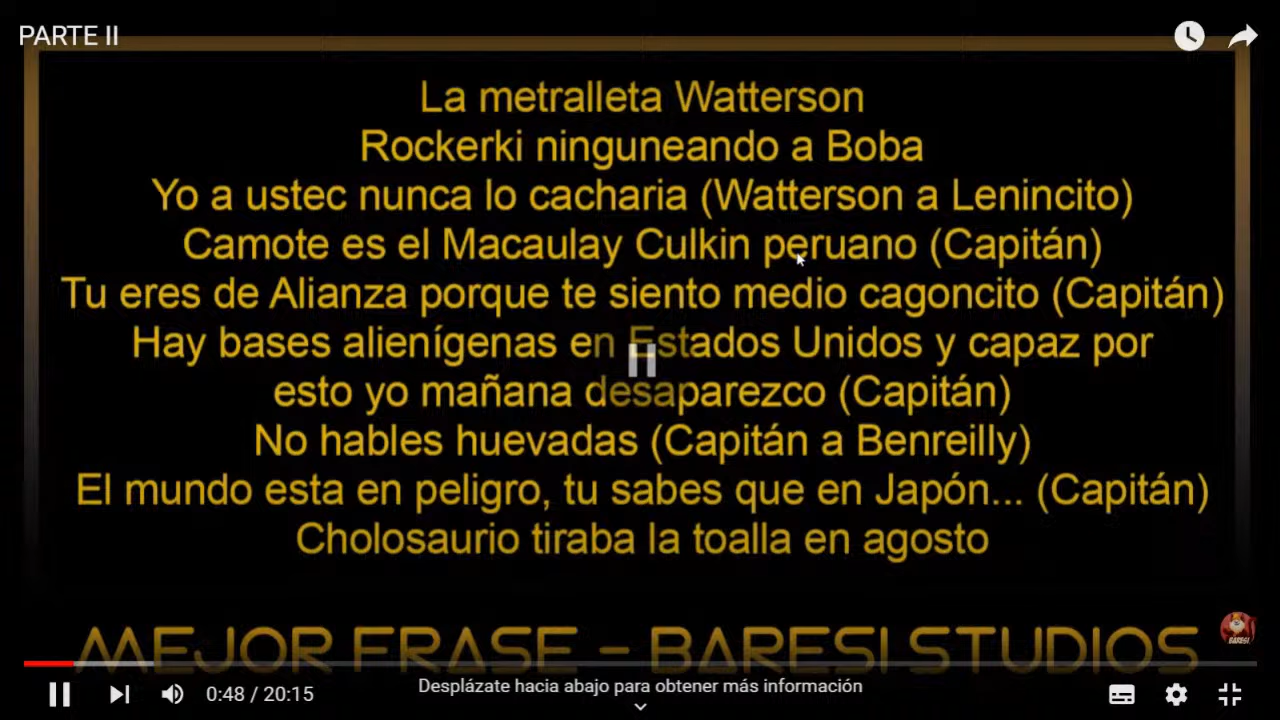 PARTE II
La metralleta Watterson
Rockerki ninguneando a Boba
Yo a ustec nunca lo cacharia (Watterson a Lenincito)
Camote es el Macaulay Culkin peruano (Capitán)
Tu eres de Alianza porque te siento medio cagoncito (Capitán)
Hay bases alienígenas en Estados Unidos y capaz por
esto yo mañana desaparezco (Capitán)
No hables huevadas (Capitán a Benreilly)
El mundo esta en peligro, tu sabes que en Japón... (Capitán)
Cholosaurio tiraba la toalla en agosto
MEJOR FRASE - BARESI STUDIOS
BARESI
0:48 / 20:15
Desplázate hacia abajo para obtener más información